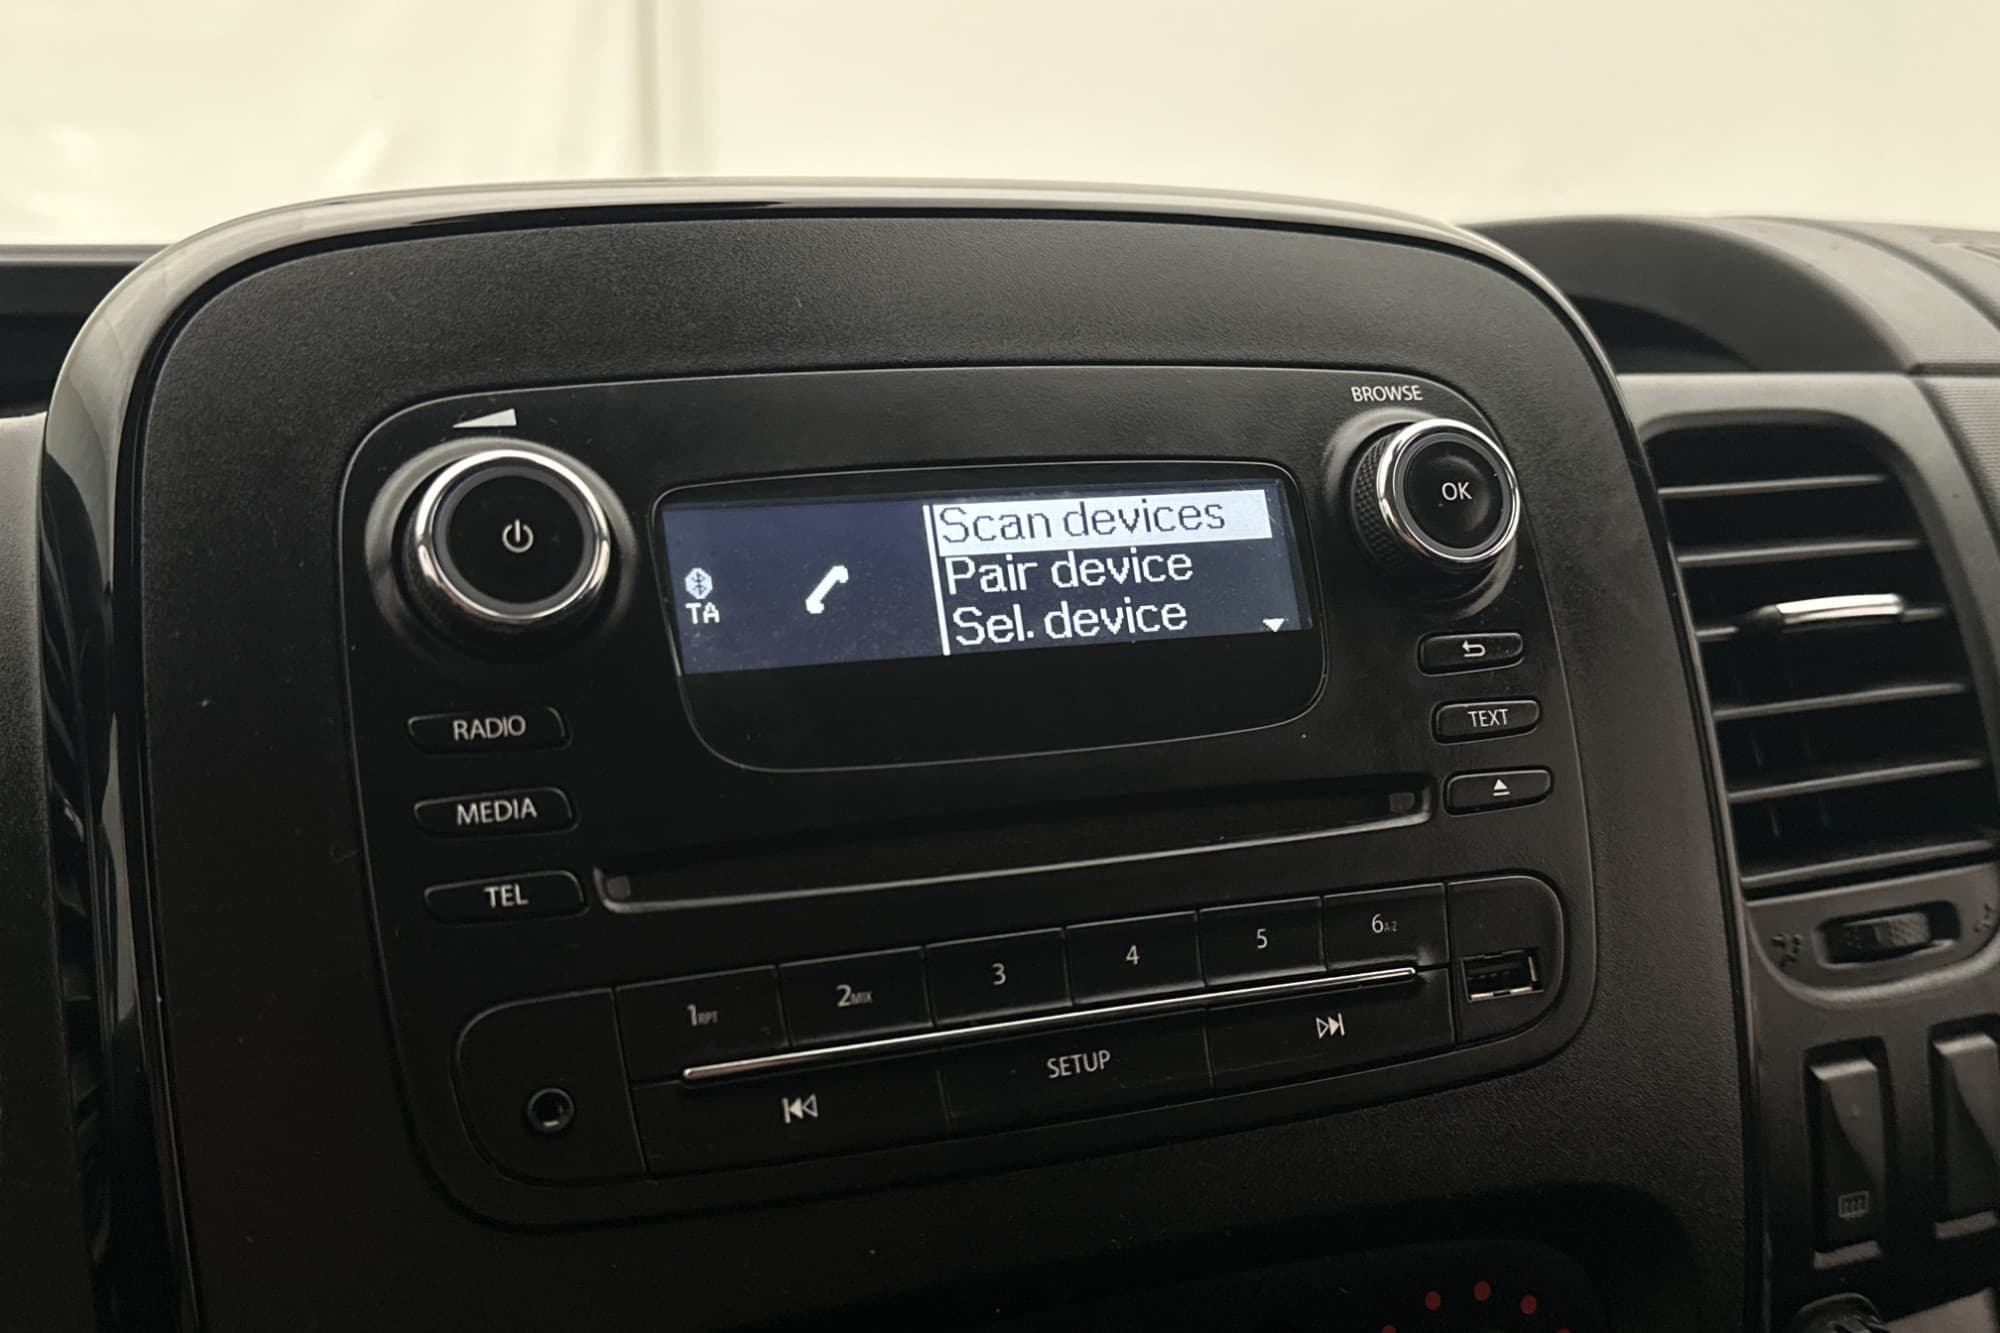 BROWSE
OK
Scan devices
Pair device
Sel. device
TA
RADIO
TEXT
MEDIA
TEL
1RPT
2MIX
3
4
5
6A-Z
SETUP